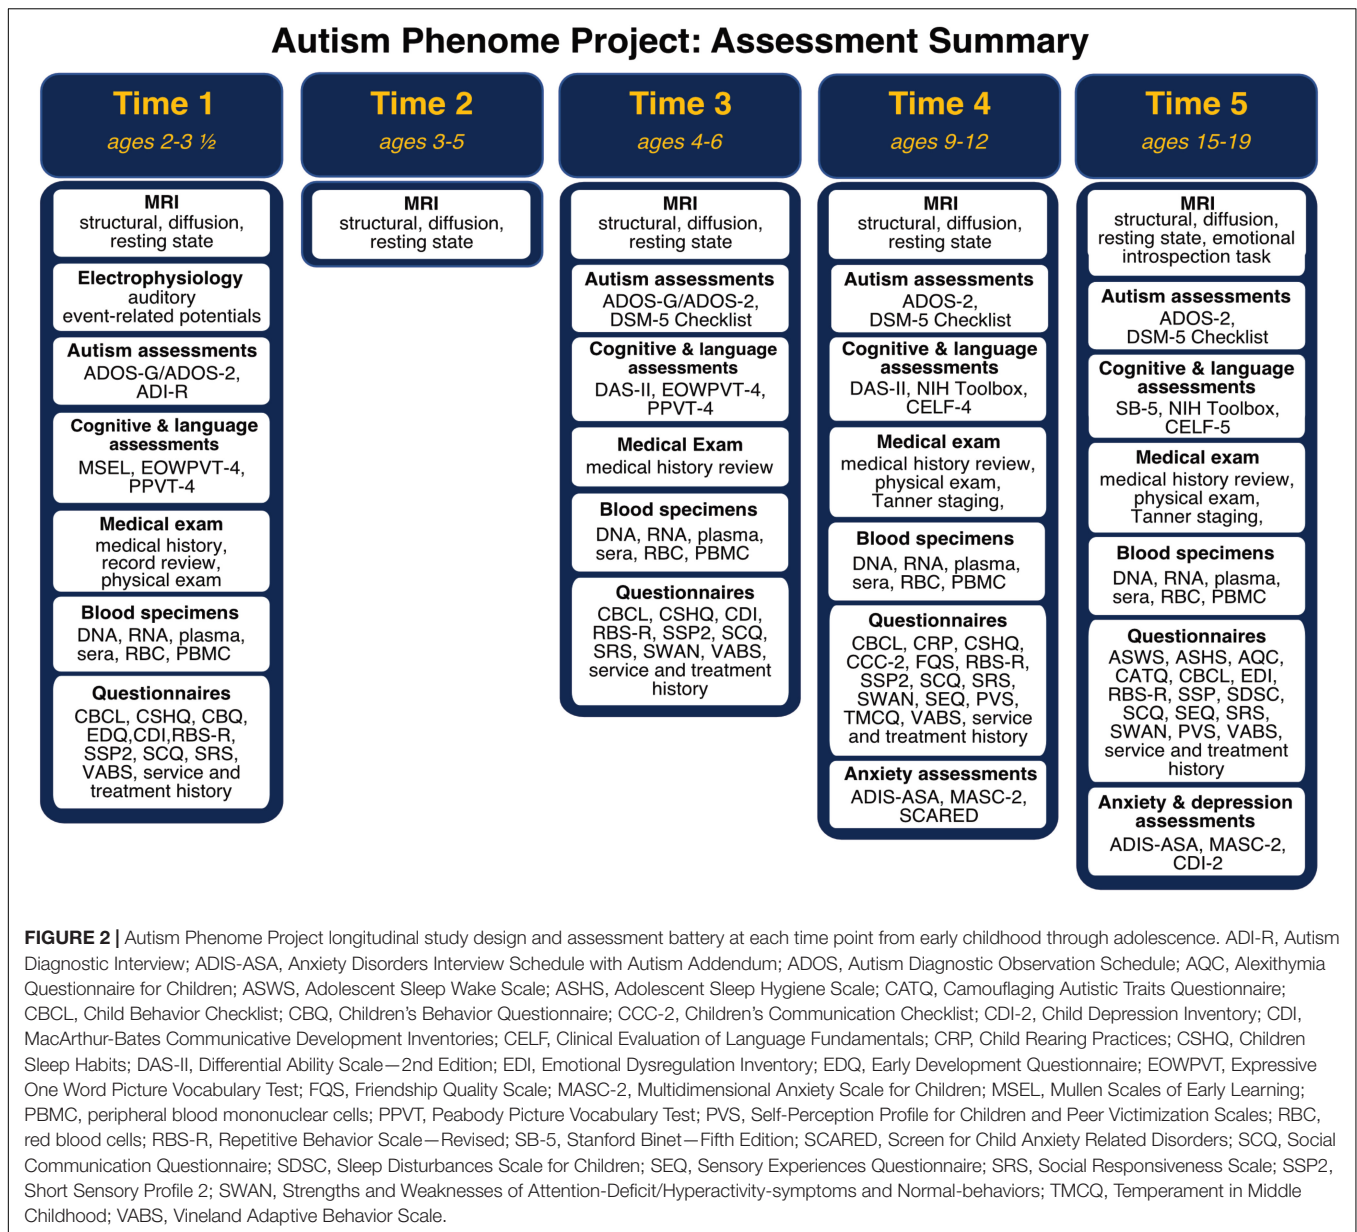 Autism Phenome Project: Assessment Summary
Time 1
ages 2-3 ½
MRI
structural, diffusion,
resting state
Electrophysiology
auditory
event-related potentials
Autism assessments
ADOS-G/ADOS-2,
ADI-R
Cognitive & language
assessments
MSEL, EOWPVT-4,
PPVT-4
Medical exam
medical history,
record review,
physical exam
Blood specimens
DNA, RNA, plasma,
sera, RBC, PBMC
Questionnaires
CBCL, CSHQ, CBQ,
EDQ,CDI,RBS-R,
SSP2, SCQ, SRS,
VABS, service and
treatment history
Time 2
ages 3-5
MRI
structural, diffusion,
resting state
Time 3
ages 4-6
MRI
structural, diffusion,
resting state
Autism assessments
ADOS-G/ADOS-2,
DSM-5 Checklist
Cognitive & language
assessments
DAS-II, EOWPVT-4,
PPVT-4
Medical Exam
medical history review
Blood specimens
DNA, RNA, plasma,
sera, RBC, PBMC
Questionnaires
CBCL, CSHQ, CDI,
RBS-R, SSP2, SCQ,
SRS, SWAN, VABS,
service and treatment
history
Time 4
ages 9-12
MRI
structural, diffusion,
resting state
Autism assessments
ADOS-2,
DSM-5 Checklist
Cognitive & language
assessments
DAS-II, NIH Toolbox,
CELF-4
Medical exam
medical history review,
physical exam,
Tanner staging,
Blood specimens
DNA, RNA, plasma,
sera, RBC, PBMC
Questionnaires
CBCL, CRP, CSHQ,
CCC-2, FQS, RBS-R,
SSP2, SCQ, SRS,
SWAN, SEQ, PVS,
TMCQ, VABS, service
and treatment history
Anxiety assessments
ADIS-ASA, MASC-2,
SCARED
Time 5
ages 15-19
MRI
structural, diffusion,
resting state, emotional
introspection task
Autism assessments
ADOS-2,
DSM-5 Checklist
Cognitive & language
assessments
SB-5, NIH Toolbox,
CELF-5
Medical exam
medical history review,
physical exam,
Tanner staging,
Blood specimens
DNA, RNA, plasma,
sera, RBC, PBMC
Questionnaires
ASWS, ASHS, AQC,
CATQ, CBCL, EDI,
RBS-R, SSP, SDSC,
SCQ, SEQ, SRS,
SWAN, PVS, VABS,
service and treatment
history
Anxiety & depression
assessments
ADIS-ASA, MASC-2,
CDI-2
FIGURE 2 | Autism Phenome Project longitudinal study design and assessment battery at each time point from early childhood through adolescence. ADI-R, Autism
Diagnostic Interview; ADIS-ASA, Anxiety Disorders Interview Schedule with Autism Addendum; ADOS, Autism Diagnostic Observation Schedule; AQC, Alexithymia
Questionnaire for Children; ASWS, Adolescent Sleep Wake Scale; ASHS, Adolescent Sleep Hygiene Scale; CATQ, Camouflaging Autistic Traits Questionnaire;
CBCL, Child Behavior Checklist; CBQ, Children's Behavior Questionnaire; CCC-2, Children's Communication Checklist; CDI-2, Child Depression Inventory; CDI,
MacArthur-Bates Communicative Development Inventories; CELF, Clinical Evaluation of Language Fundamentals; CRP, Child Rearing Practices; CSHQ, Children
Sleep Habits; DAS-II, Differential Ability Scale—2nd Edition; EDI, Emotional Dysregulation Inventory; EDQ, Early Development Questionnaire; EOWPVT, Expressive
One Word Picture Vocabulary Test; FQS, Friendship Quality Scale; MASC-2, Multidimensional Anxiety Scale for Children; MSEL, Mullen Scales of Early Learning;
PBMC, peripheral blood mononuclear cells; PPVT, Peabody Picture Vocabulary Test; PVS, Self-Perception Profile for Children and Peer Victimization Scales; RBC,
red blood cells; RBS-R, Repetitive Behavior Scale—Revised; SB-5, Stanford Binet—Fifth Edition; SCARED, Screen for Child Anxiety Related Disorders; SCQ, Social
Communication Questionnaire; SDSC, Sleep Disturbances Scale for Children; SEQ, Sensory Experiences Questionnaire; SRS, Social Responsiveness Scale; SSP2,
Short Sensory Profile 2; SWAN, Strengths and Weaknesses of Attention-Deficit/Hyperactivity-symptoms and Normal-behaviors; TMCQ, Temperament in Middle
Childhood; VABS, Vineland Adaptive Behavior Scale.